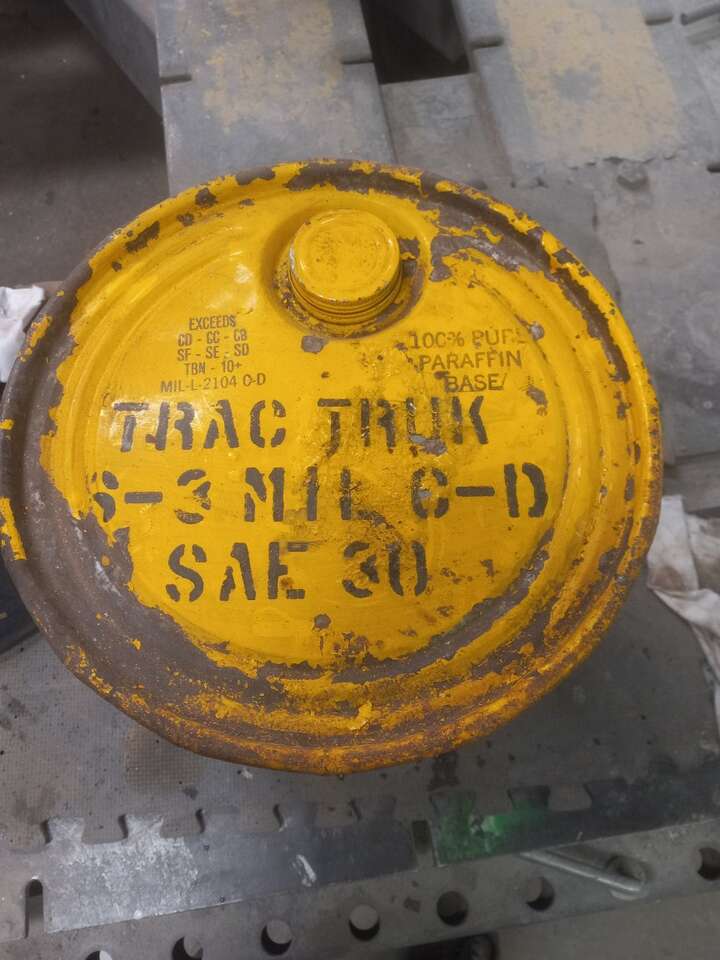 EXCEEDS
CD - CC - CB
SF - SE - SD
TBN - 10+
MIL-L-2104 C-D
100% PURE
PARAFFIN
BASE
TRAC TRUK
S-3 MIL C-D
SAE 30